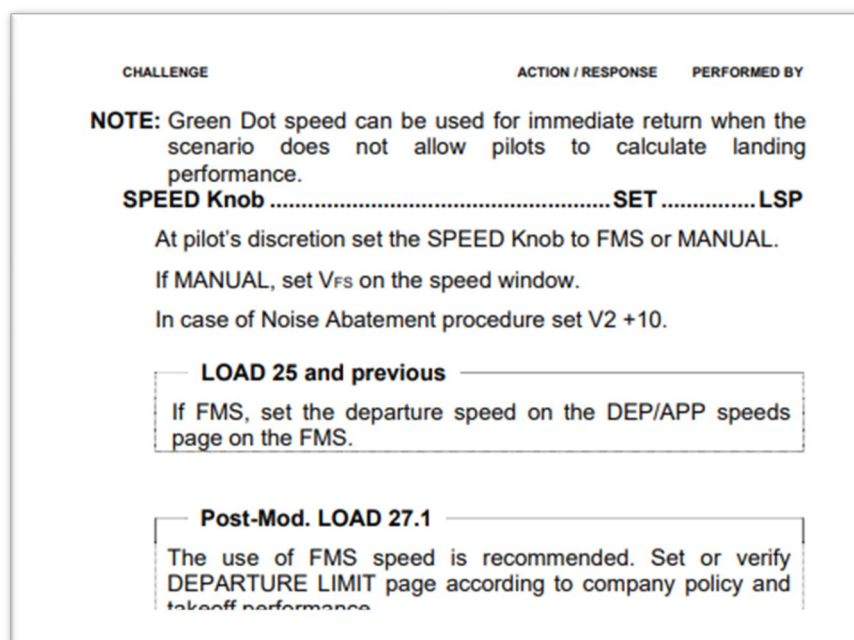 CHALLENGE ACTION / RESPONSE PERFORMED BY
NOTE: Green Dot speed can be used for immediate return when the
scenario does not allow pilots to calculate landing
performance.
SPEED Knob ................................................... SET ............... LSP
At pilot's discretion set the SPEED Knob to FMS or MANUAL.
If MANUAL, set VFS on the speed window.
In case of Noise Abatement procedure set V2 +10.
LOAD 25 and previous
If FMS, set the departure speed on the DEP/APP speeds
page on the FMS.
Post-Mod. LOAD 27.1
The use of FMS speed is recommended. Set or verify
DEPARTURE LIMIT page according to company policy and
takeoff performance